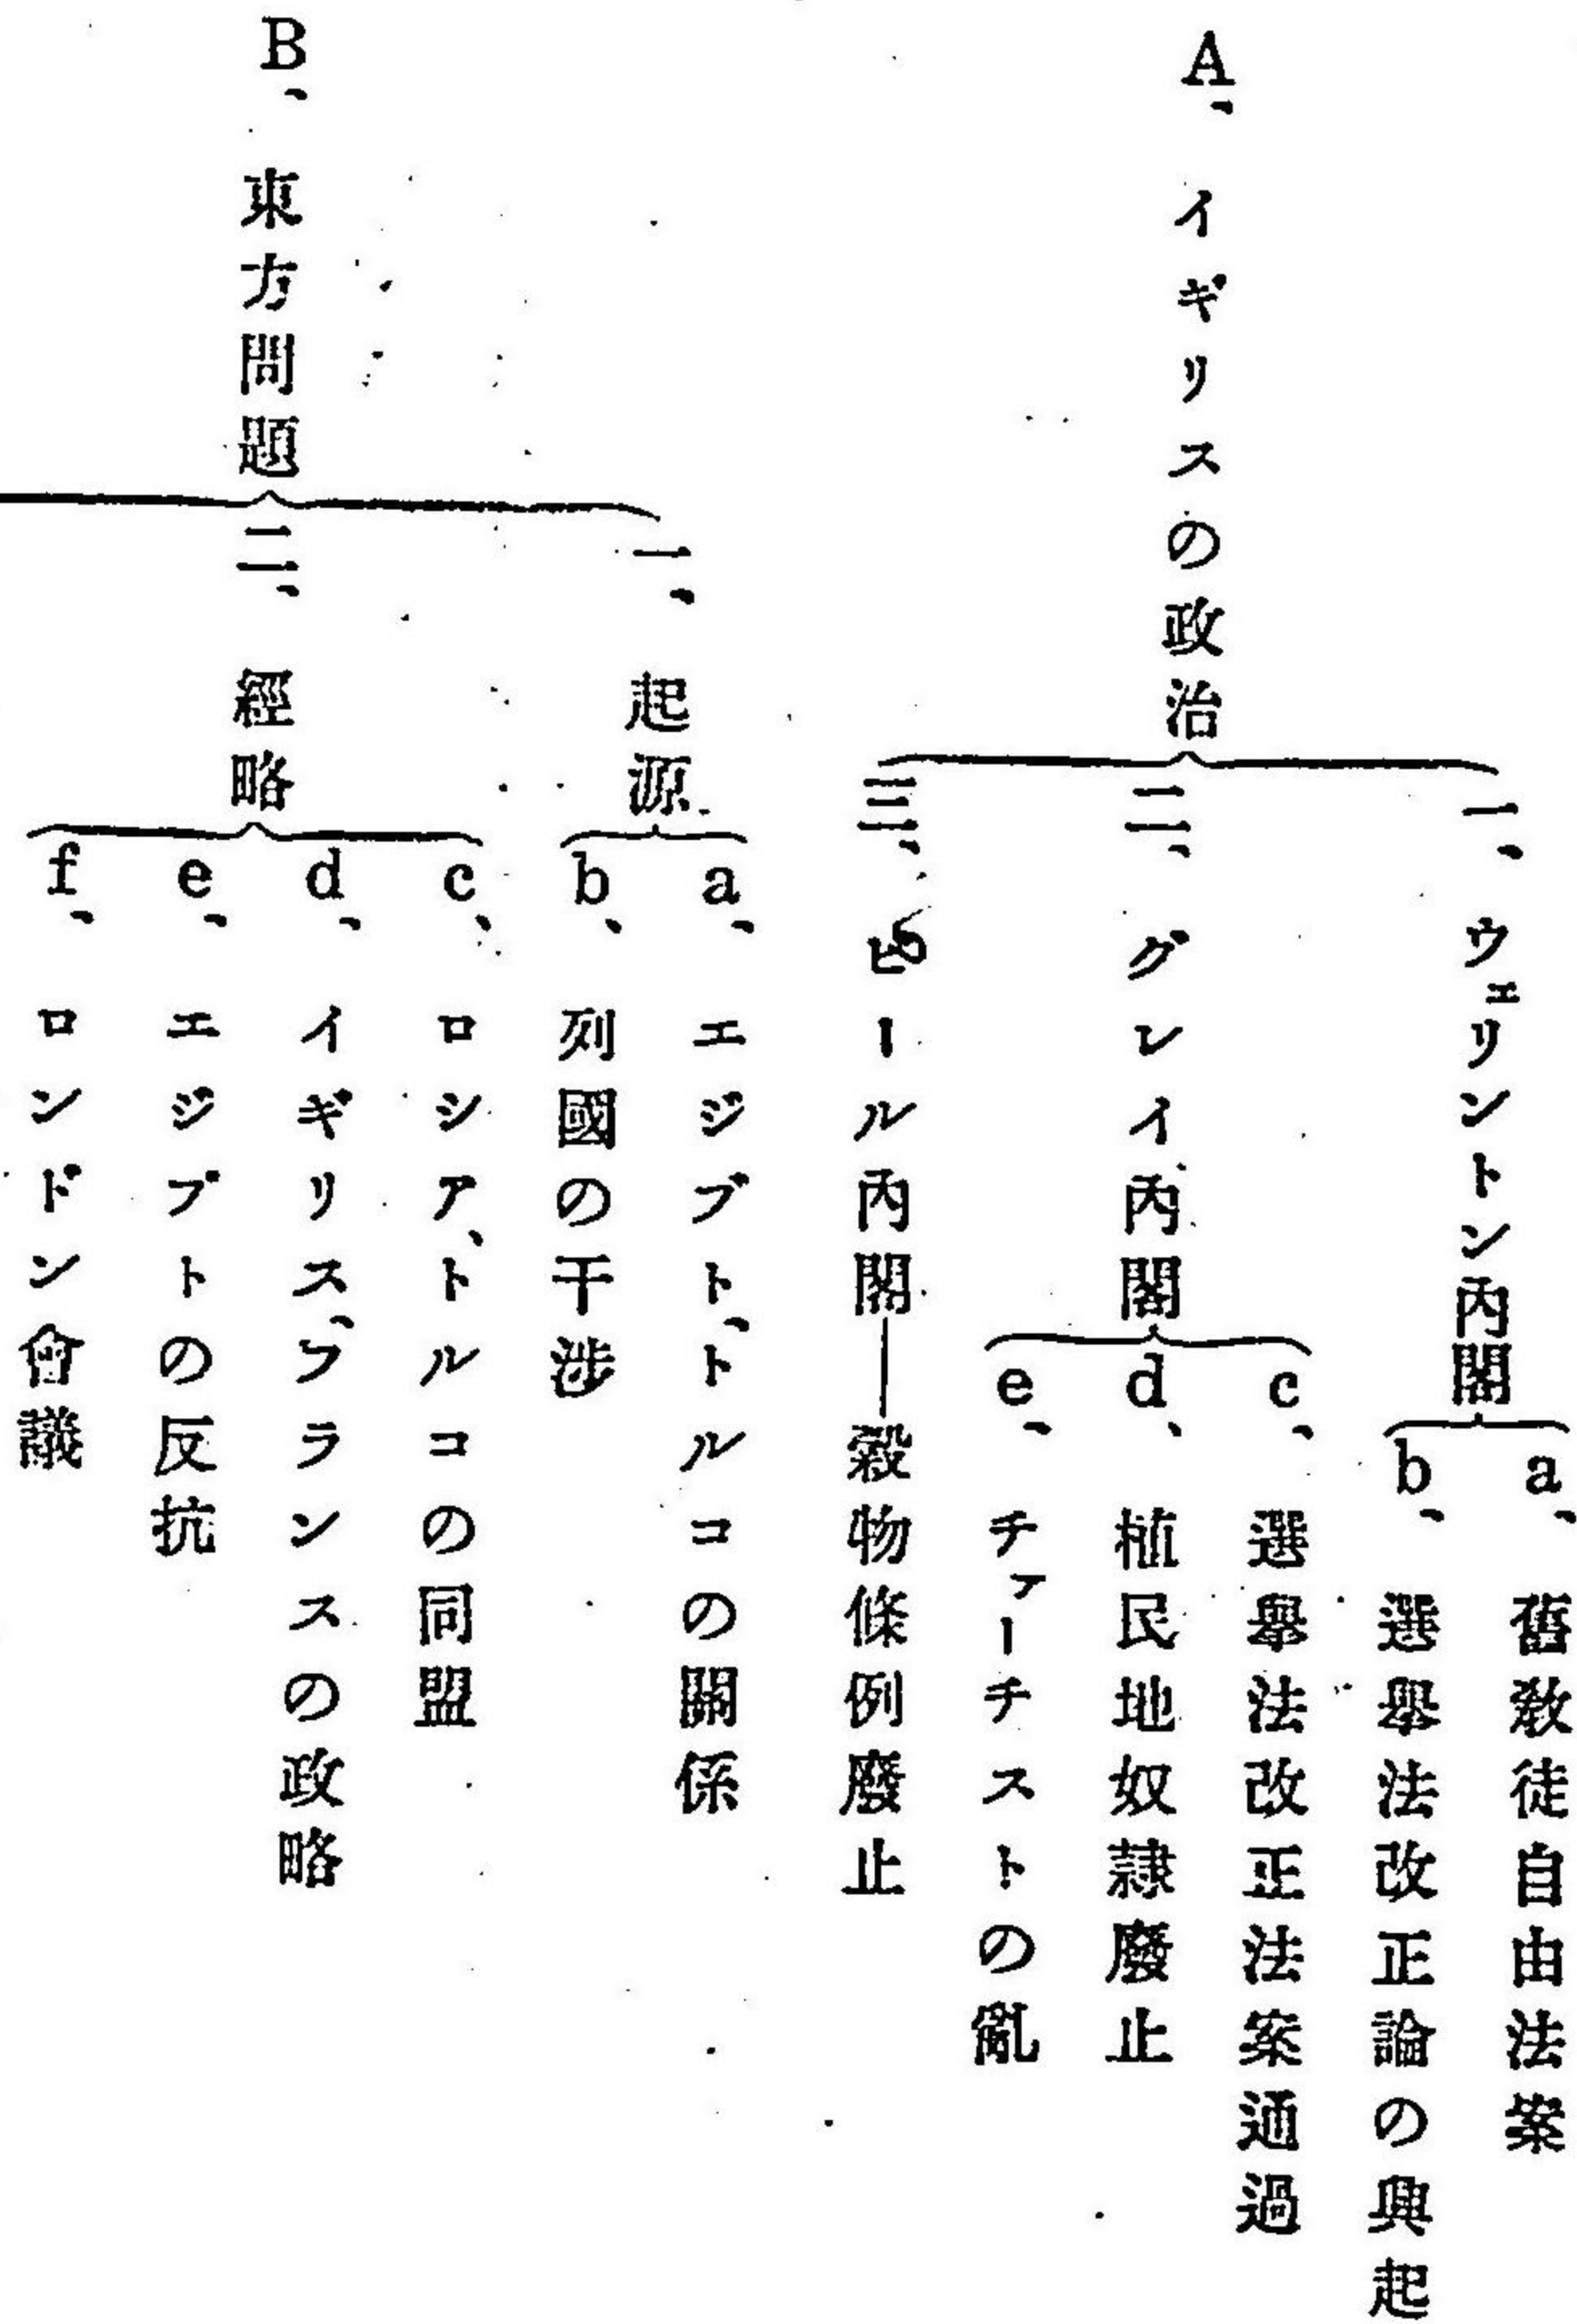 A、イギリスの政治
一、ウェリントン內閣
a、舊敎徒自由法案
b、選擧法改正論の興起
二、グレイ內閣
c、選擧法改正法案通過
d、植民地奴隷廢止
e、チァーチストの亂
三、ピール內閣―穀物條例廢止
B、東方問題
一、起源
a、エジプト、トルコの關係
b、列國の干涉
二、經略
c、ロシア、トルコの同盟
d、イギリス、フランスの政略
e、エジプトの反抗
f、ロンドン會議